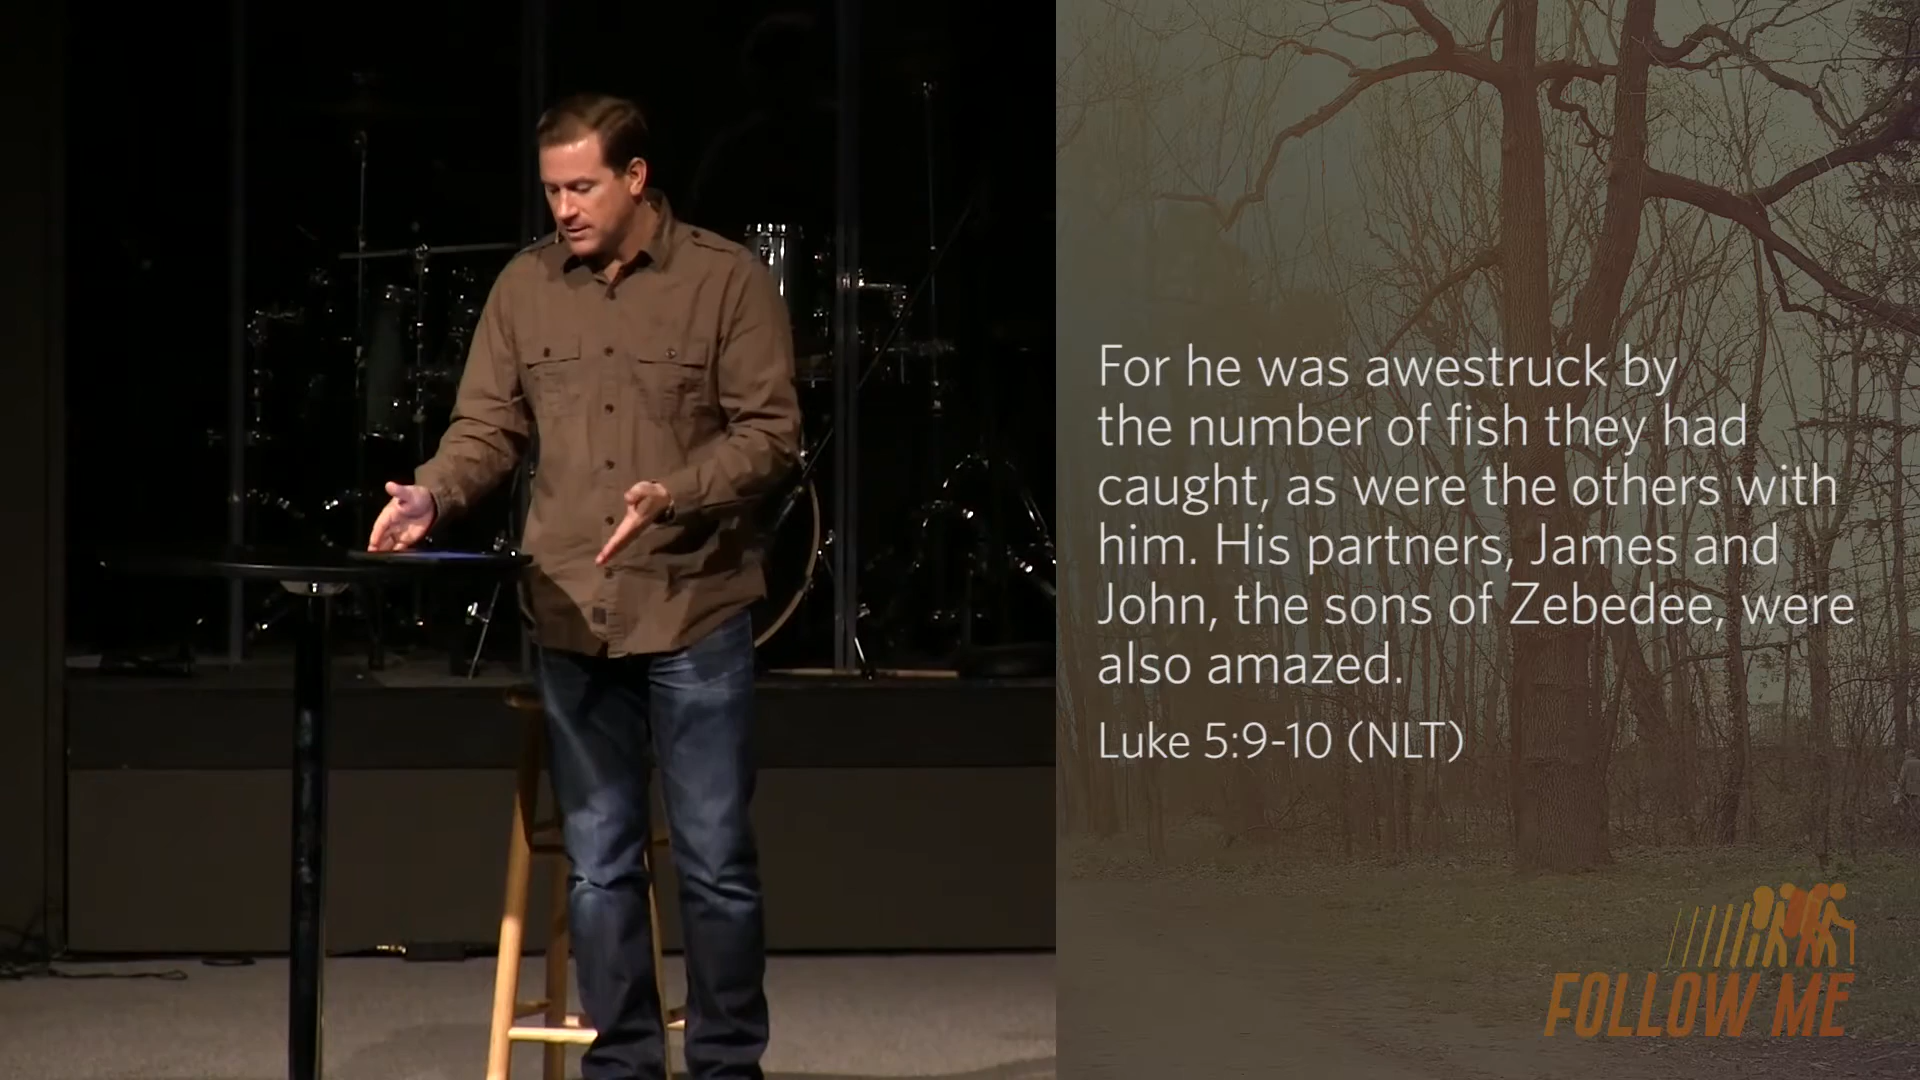 For he was awestruck by
the number of fish they had
caught, as were the others with
him. His partners, James and
John, the sons of Zebedee, were
also amazed.
Luke 5:9-10 (NLT)
FOLLOW ME